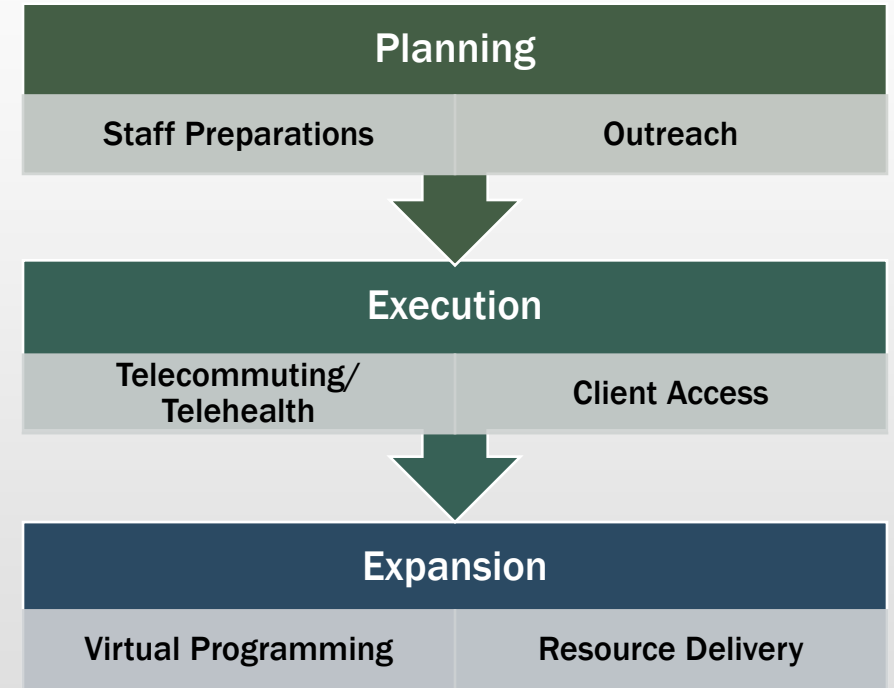 Planning
Staff Preparations
Outreach
Execution
Telecommuting/
Telehealth
Client Access
Expansion
Virtual Programming
Resource Delivery